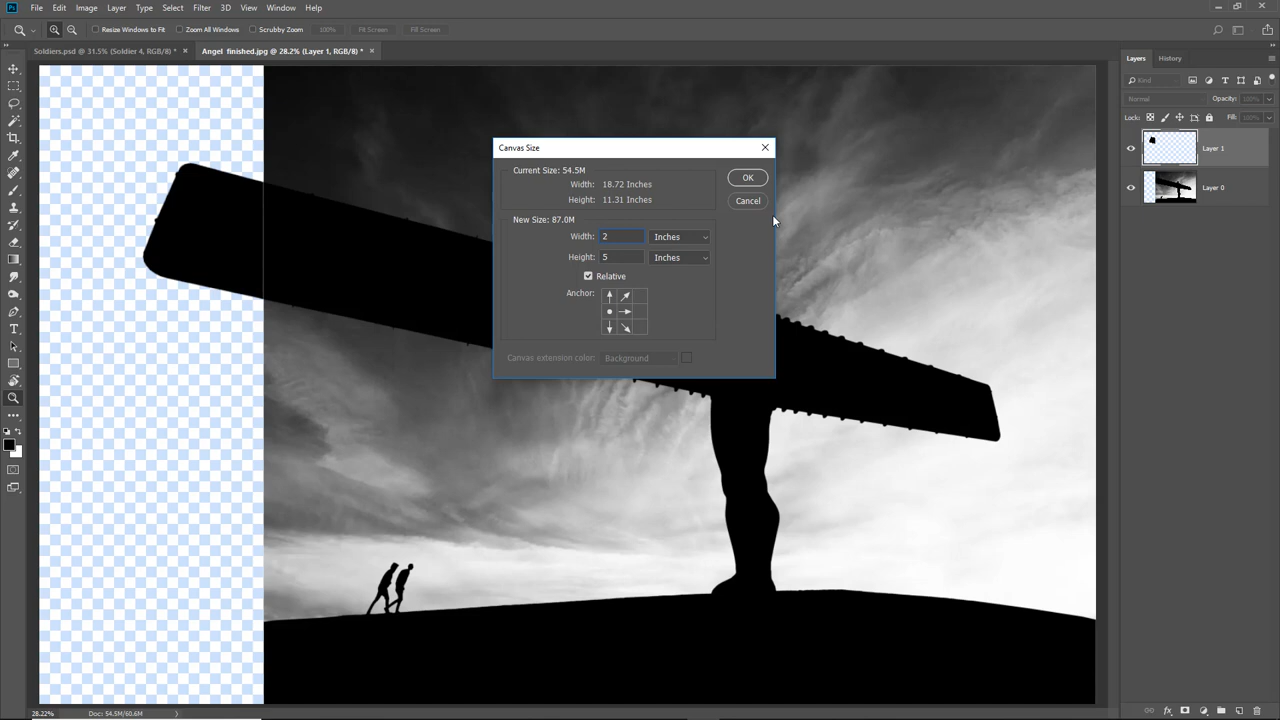 Ps File Edit Image Layer Type Select Filter 3D View Window Help
Resize Windows to Fit Zoom All Windows Scrubby Zoom 100% Fit Screen Fill Screen
Soldiers.psd @ 31.5% (Soldier 4, RGB/8) * × Angel finished.jpg @ 28.2% (Layer 1, RGB/8) * ×
Layers History
Kind
Normal Opacity: 100%
Lock: Fill: 100%
Layer 1
Layer 0
Canvas Size
Current Size: 54.5M
Width: 18.72 Inches
Height: 11.31 Inches
OK
Cancel
New Size: 87.0M
Width: 2 Inches
Height: 5 Inches
Relative
Anchor:
Canvas extension color: Background
28.22% Doc: 54.5M/60.6M